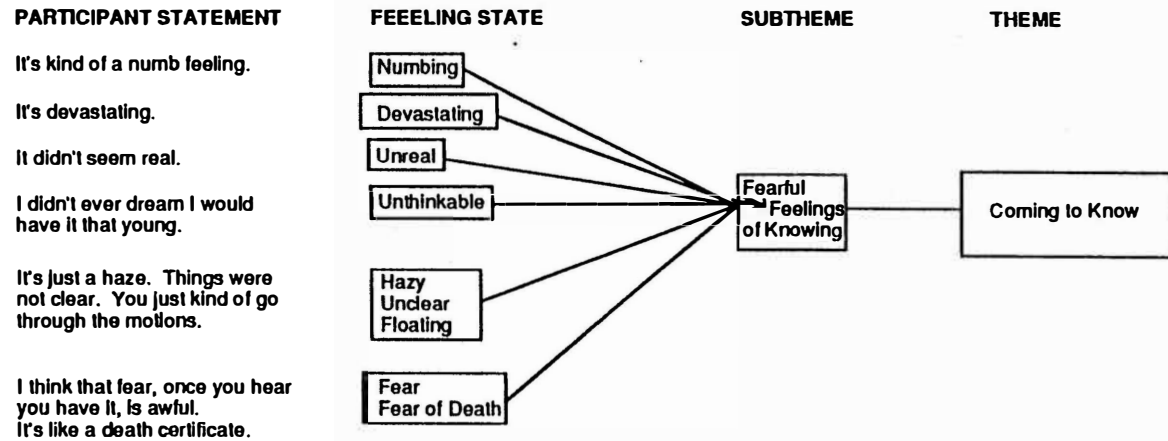 PARTICIPANT STATEMENT
FEEELING STATE
SUBTHEME
THEME
It's kind of a numb feeling.
Numbing
It's devastating.
Devastating
It didn't seem real.
Unreal
I didn't ever dream I would
have it that young.
Unthinkable
Fearful
Feelings
of Knowing
Coming to Know
It's just a haze. Things were
not clear. You just kind of go
through the motions.
Hazy
Unclear
Floating
I think that fear, once you hear
you have it, is awful.
It's like a death certificate.
Fear
Fear of Death